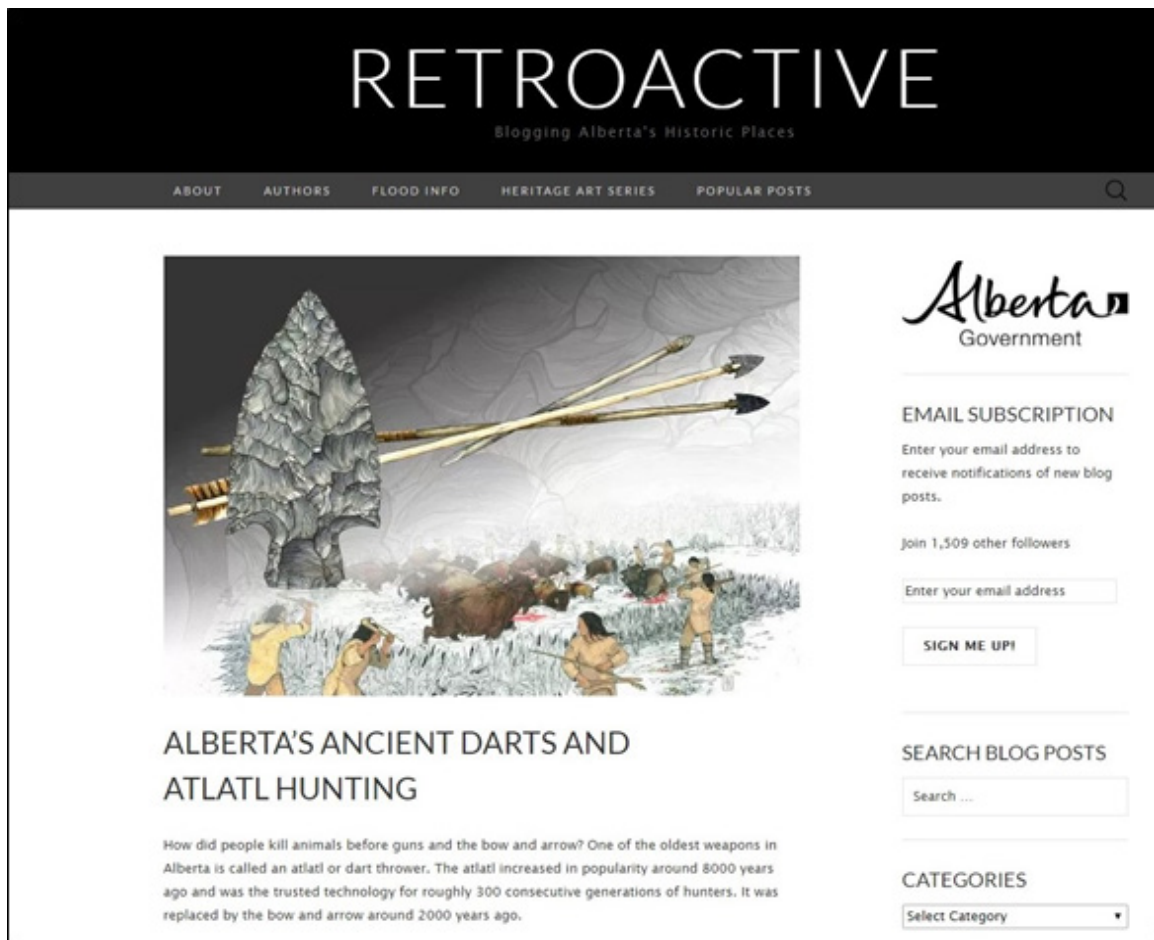 RETROACTIVE
Blogging Alberta's Historic Places
ABOUT AUTHORS FLOOD INFO HERITAGE ART SERIES POPULAR POSTS
ALBERTA'S ANCIENT DARTS AND
ATLATL HUNTING
How did people kill animals before guns and the bow and arrow? One of the oldest weapons in
Alberta is called an atlatl or dart thrower. The atlatl increased in popularity around 8000 years
ago and was the trusted technology for roughly 300 consecutive generations of hunters. It was
replaced by the bow and arrow around 2000 years ago.
Alberta
Government
EMAIL SUBSCRIPTION
Enter your email address to
receive notifications of new blog
posts.
Join 1,509 other followers
Enter your email address
SIGN ME UP!
SEARCH BLOG POSTS
Search ...
CATEGORIES
Select Category